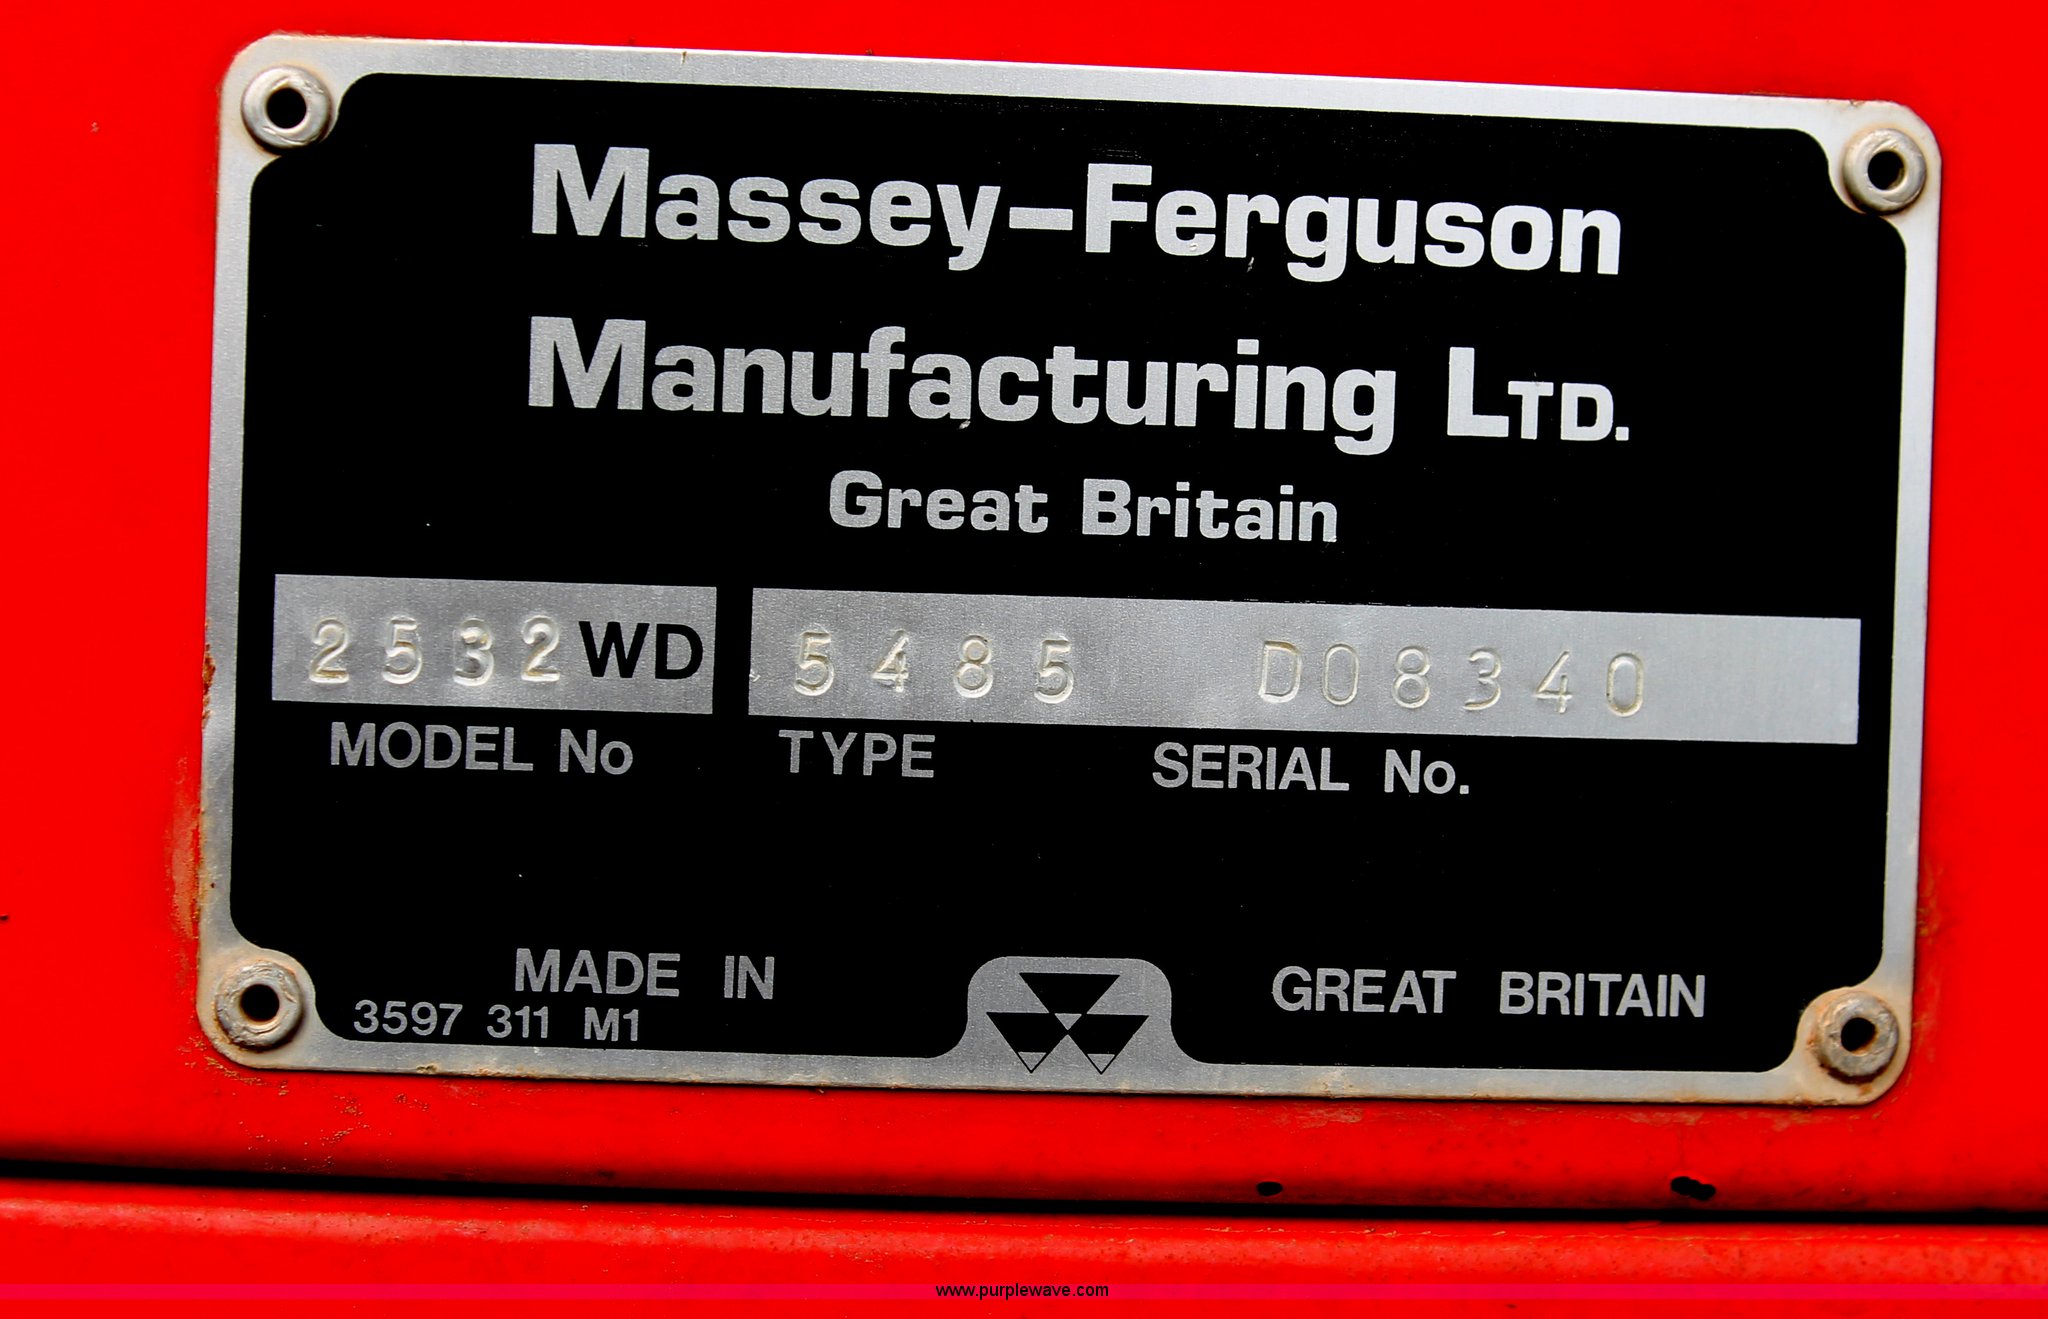 Massey-Ferguson
Manufacturing LTD.
Great Britain
2532WD 5485 D08340
MODEL No TYPE SERIAL No.
MADE IN GREAT BRITAIN
3597 311 M1
www.purplewave.com